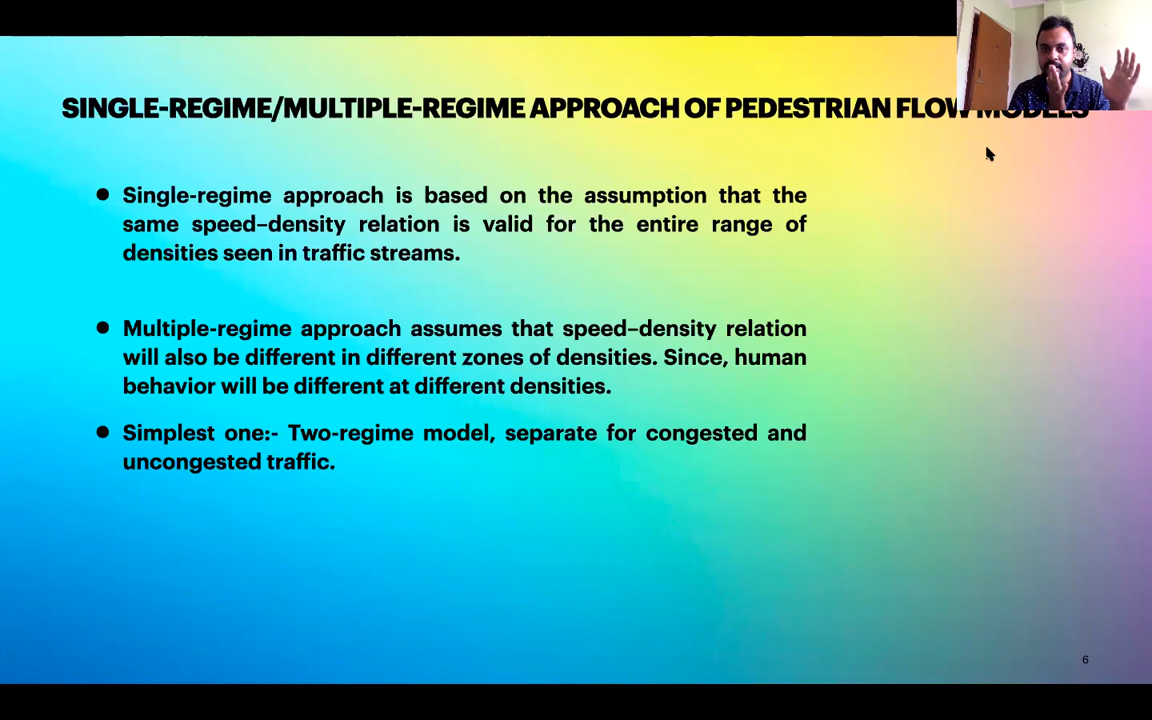 SINGLE-REGIME/MULTIPLE-REGIME APPROACH OF PEDESTRIAN FLOW MODELS
● Single-regime approach is based on the assumption that the
same speed–density relation is valid for the entire range of
densities seen in traffic streams.
● Multiple-regime approach assumes that speed–density relation
will also be different in different zones of densities. Since, human
behavior will be different at different densities.
● Simplest one:- Two-regime model, separate for congested and
uncongested traffic.
6